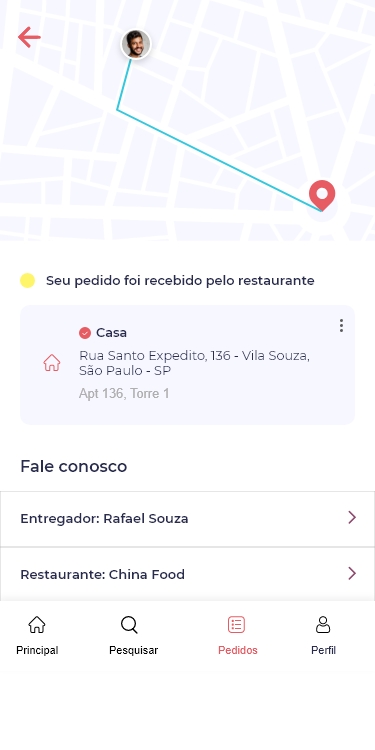 Seu pedido foi recebido pelo restaurante
Casa
Rua Santo Expedito, 136 - Vila Souza,
São Paulo - SP
Apt 136, Torre 1
Fale conosco
Entregador: Rafael Souza
Restaurante: China Food
Principal
Pesquisar
Pedidos
Perfil